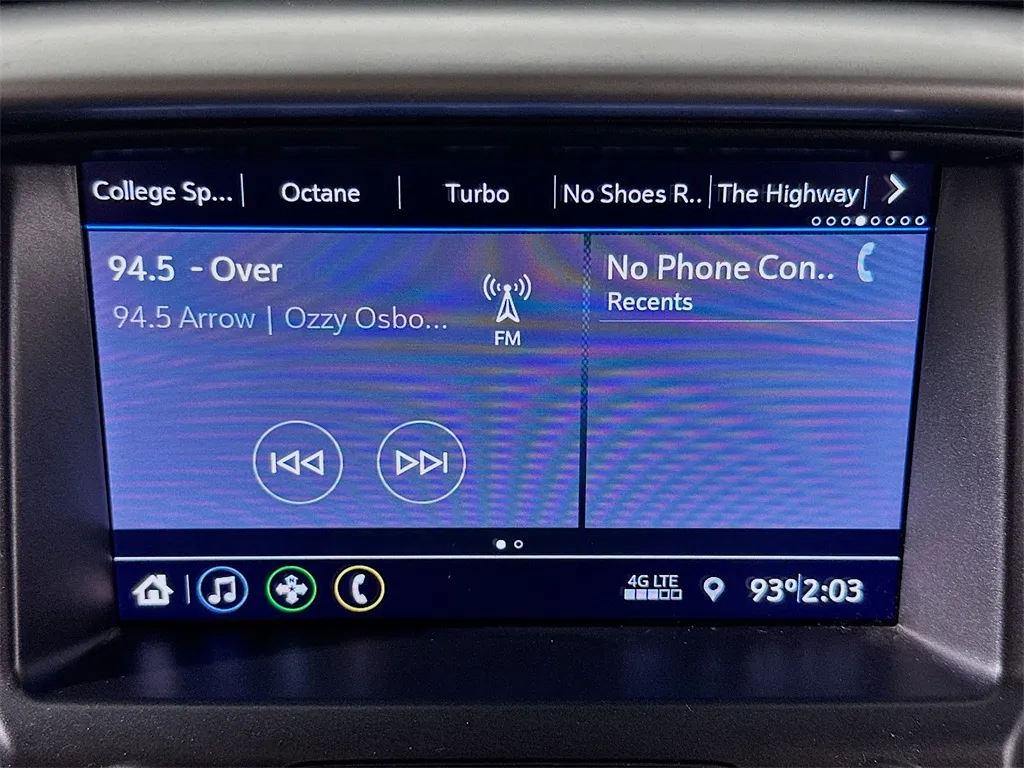 College Sp... Octane Turbo No Shoes R.. The Highway
94.5 - Over
94.5 Arrow | Ozzy Osbo...
FM
No Phone Con..
Recents
N
4G LTE
93° 2:03